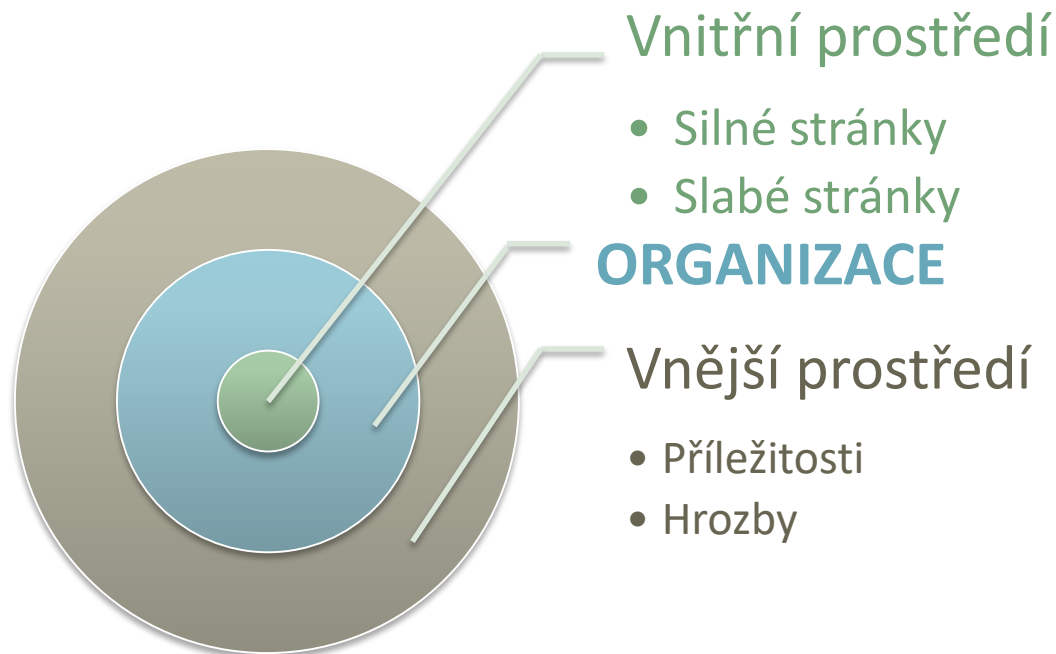 Vnitřní prostředí
• Silné stránky
• Slabé stránky
ORGANIZACE
Vnější prostředí
• Příležitosti
• Hrozby